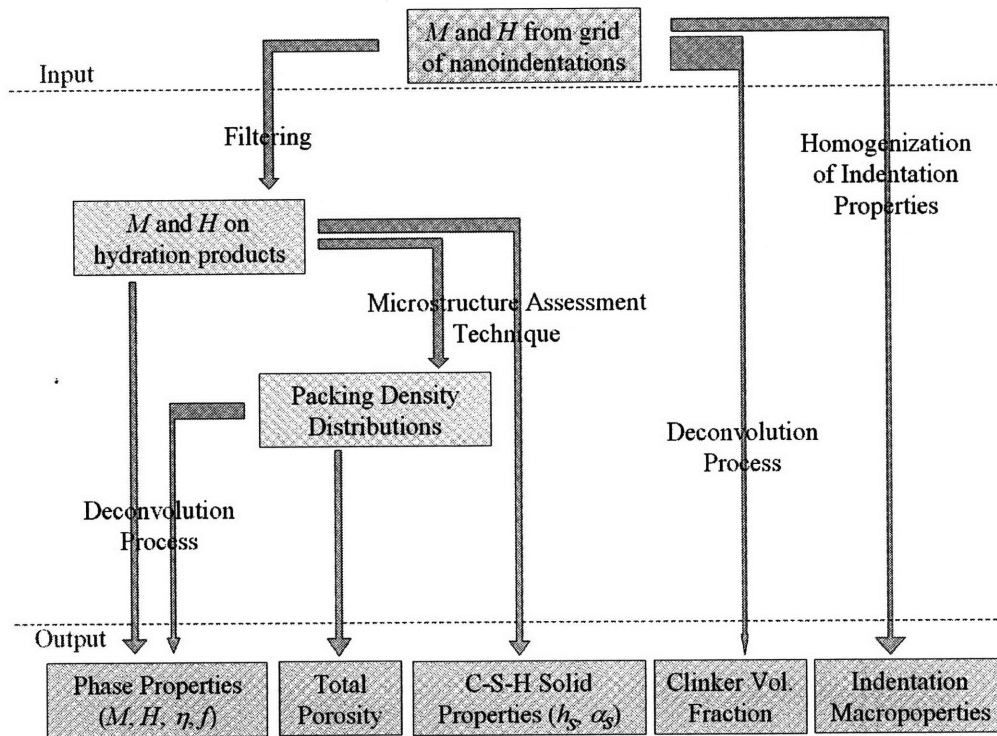 M and H from grid
of nanoindentations
Input
Filtering
Homogenization
of Indentation
Properties
M and H on
hydration products
Microstructure Assessment
Technique
Packing Density
Distributions
Deconvolution
Process
Deconvolution
Process
Output
Phase Properties
(M, H, η, f)
Total
Porosity
C-S-H Solid
Properties (hₛ, αₛ)
Clinker Vol.
Fraction
Indentation
Macropoperties